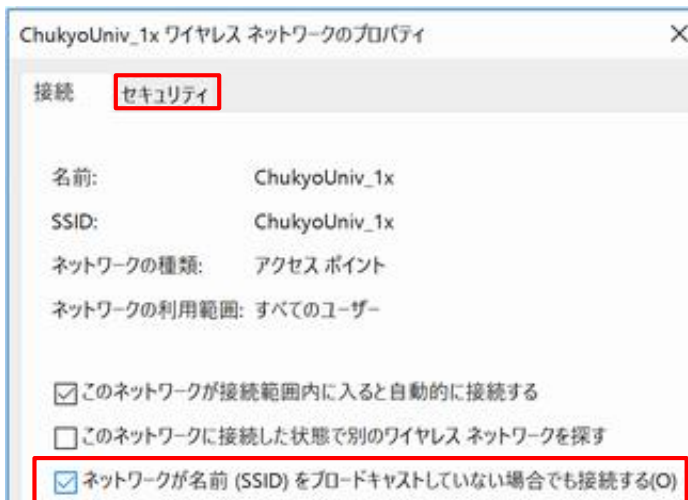 ChukyoUniv_1x ワイヤレス ネットワークのプロパティ
接続 セキュリティ
名前: ChukyoUniv_1x
SSID: ChukyoUniv_1x
ネットワークの種類: アクセス ポイント
ネットワークの利用範囲: すべてのユーザー
このネットワークが接続範囲内に入ると自動的に接続する
このネットワークに接続した状態で別のワイヤレス ネットワークを探す
ネットワークが名前 (SSID) をブロードキャストしていない場合でも接続する(O)